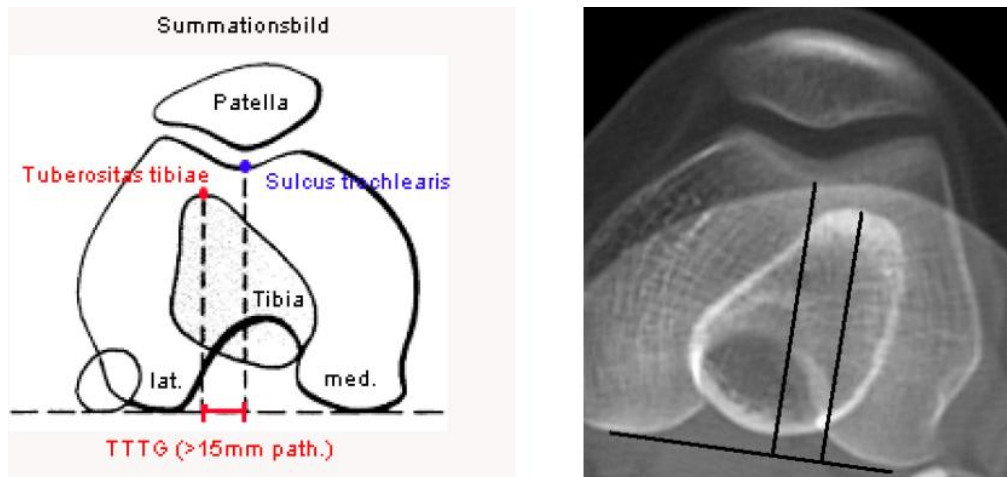 Summationsbild
Patella
Tuberositas tibiae
Sulcus trochlearis
Tibia
lat.
med.
TTTG (>15mm path.)